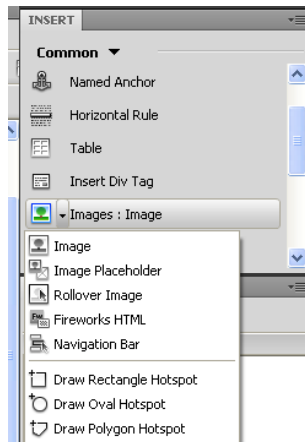 INSERT
Common
Named Anchor
Horizontal Rule
Table
Insert Div Tag
Images : Image
Image
Image Placeholder
Rollover Image
Fireworks HTML
Navigation Bar
Draw Rectangle Hotspot
Draw Oval Hotspot
Draw Polygon Hotspot